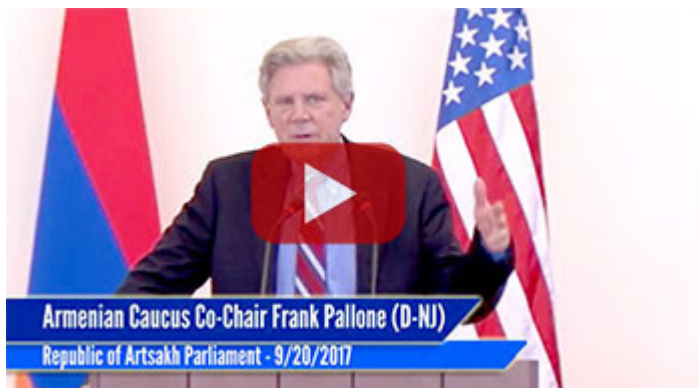 Armenian Caucus Co-Chair Frank Pallone (D-NJ)
Republic of Artsakh Parliament - 9/20/2017